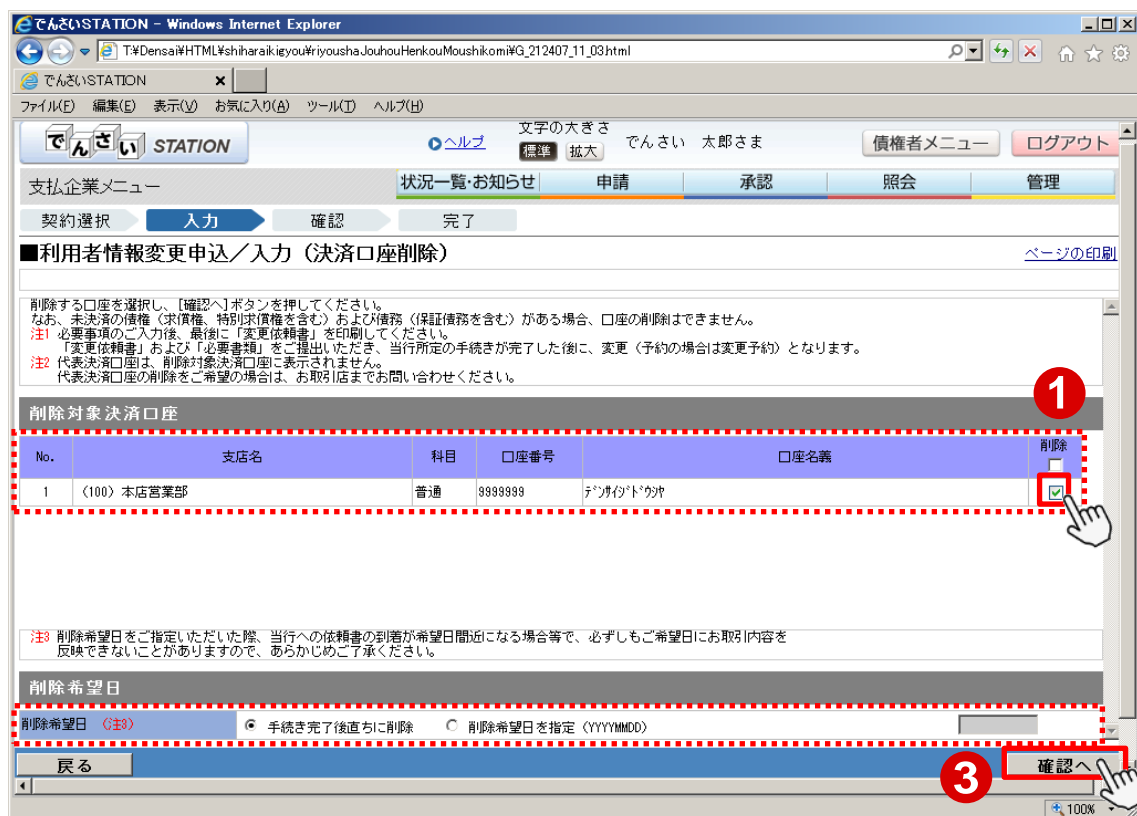 でんさいSTATION - Windows Internet Explorer
T:¥Densai¥HTML¥shiharaikigyou¥riyoushaJouhouHenkouMoushikomi¥G_212407_11_03.html
でんさいSTATION
ファイル(F) 編集(E) 表示(V) お気に入り(A) ツール(T) ヘルプ(H)
でんさい STATION
ヘルプ
文字の大きさ
標準 拡大
でんさい 太郎さま
債権者メニュー
ログアウト
支払企業メニュー
状況一覧・お知らせ 申請 承認 照会 管理
契約選択 入力 確認 完了
■利用者情報変更申込／入力（決済口座削除）
ページの印刷
削除する口座を選択し、[確認へ]ボタンを押してください。
なお、未決済の債権（求償権、特別求償権を含む）および債務（保証債務を含む）がある場合、口座の削除はできません。
注1 必要事項のご入力後、最後に「変更依頼書」を印刷してください。
「変更依頼書」および「必要書類」をご提出いただき、当行所定の手続きが完了した後に、変更（予約の場合は変更予約）となります。
注2 代表決済口座は、削除対象決済口座に表示されません。
代表決済口座の削除をご希望の場合は、お取引店までお問い合わせください。
1
削除対象決済口座
No. 支店名 科目 口座番号 口座名義 削除
1 (100) 本店営業部 普通 9999999 ﾃﾞﾝｻｲｼﾞﾄﾞｳｼﾔ
注3 削除希望日をご指定いただいた際、当行への依頼書の到着が希望日間近になる場合等で、必ずしもご希望日にお取引内容を
反映できないことがありますので、あらかじめご了承ください。
削除希望日
削除希望日 （注3） 手続き完了後直ちに削除 削除希望日を指定 (YYYYMMDD)
戻る
3
確認へ
100%